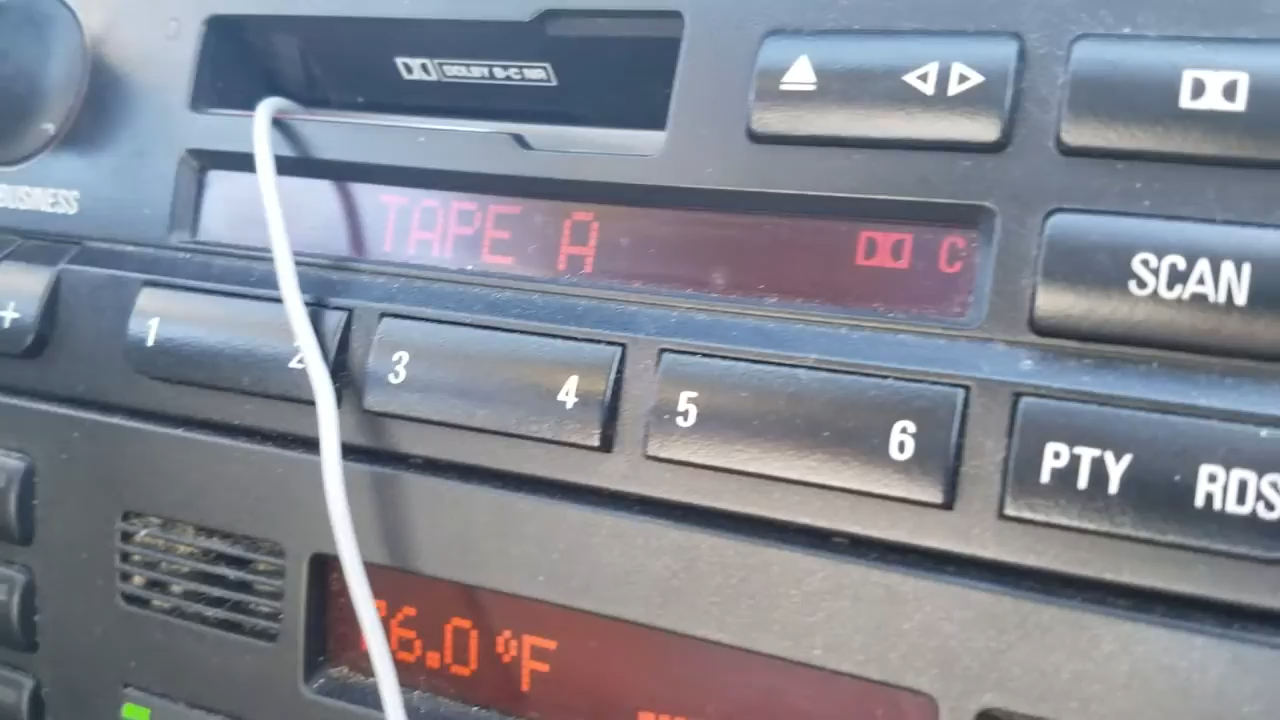 DOLBY B-C NR
BUSINESS
TAPE A C
SCAN
+
1 2 3 4 5 6
PTY RDS
6.0 °F